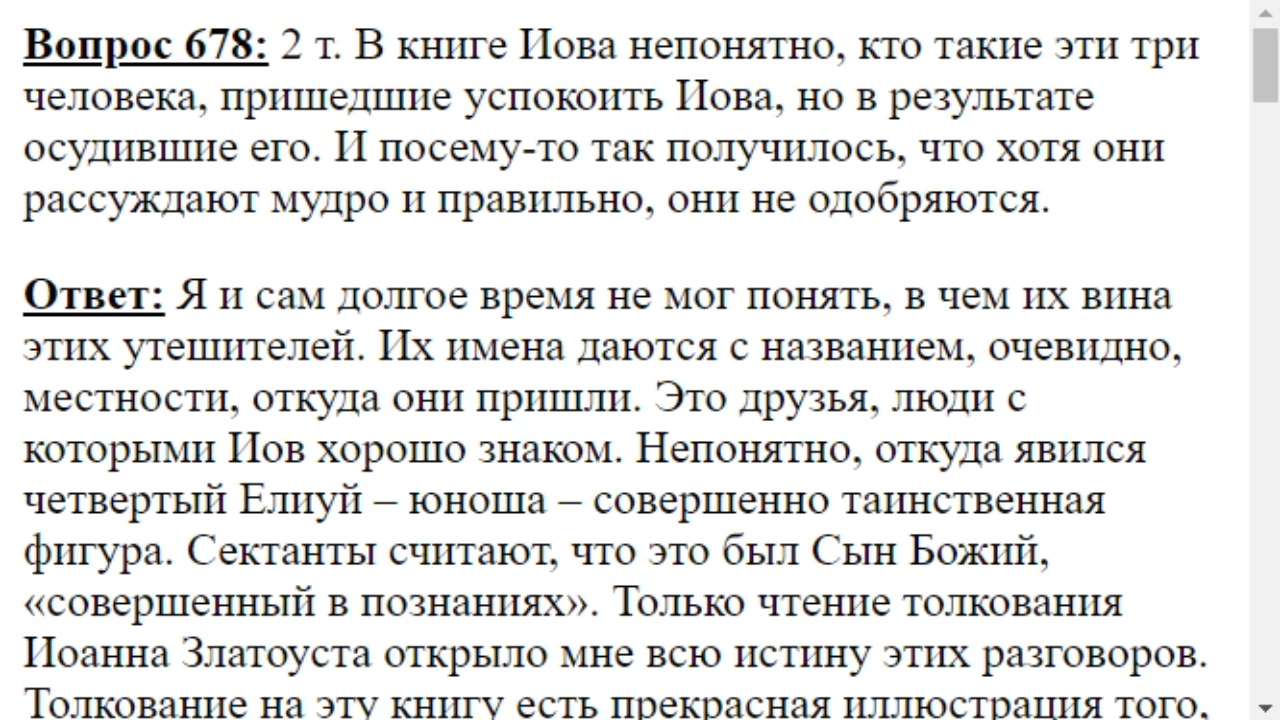 Вопрос 678: 2 т. В книге Иова непонятно, кто такие эти три
человека, пришедшие успокоить Иова, но в результате
осудившие его. И посему-то так получилось, что хотя они
рассуждают мудро и правильно, они не одобряются.
Ответ: Я и сам долгое время не мог понять, в чем их вина
этих утешителей. Их имена даются с названием, очевидно,
местности, откуда они пришли. Это друзья, люди с
которыми Иов хорошо знаком. Непонятно, откуда явился
четвертый Елиуй – юноша – совершенно таинственная
фигура. Сектанты считают, что это был Сын Божий,
«совершенный в познаниях». Только чтение толкования
Иоанна Златоуста открыло мне всю истину этих разговоров.
Толкование на эту книгу есть прекрасная иллюстрация того,